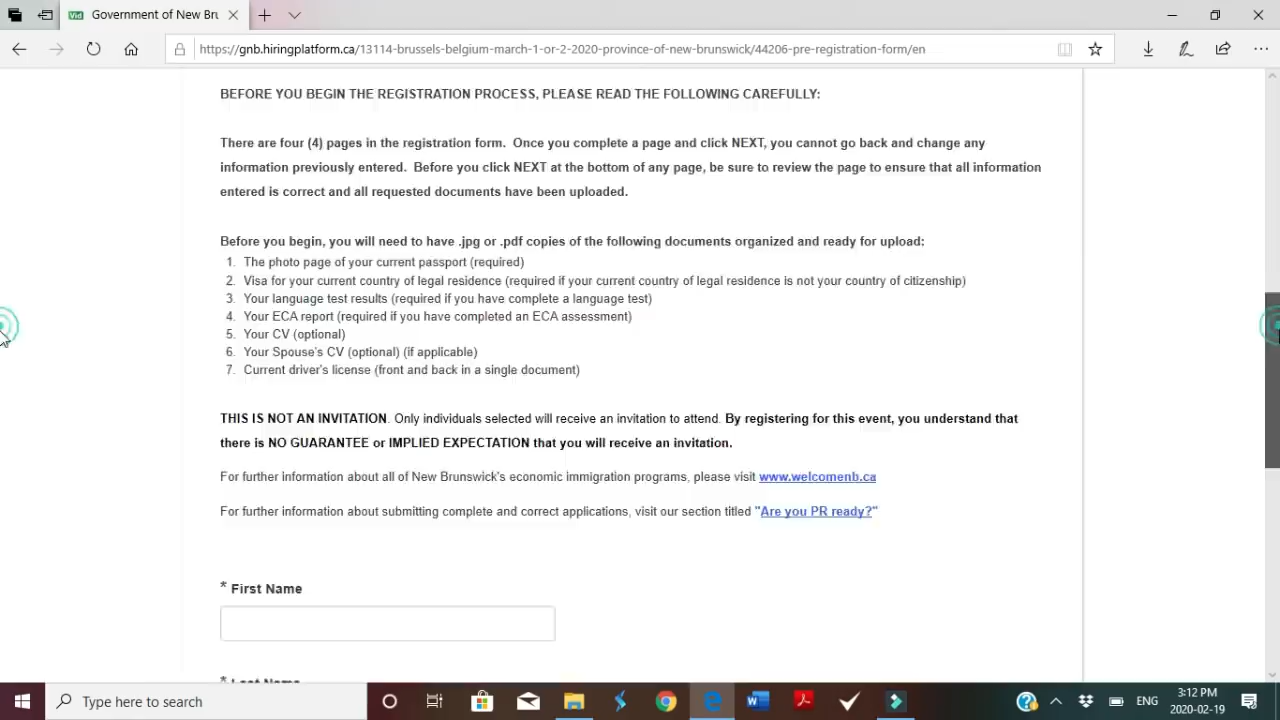 Government of New Bru
https://gnb.hiringplatform.ca/13114-brussels-belgium-march-1-or-2-2020-province-of-new-brunswick/44206-pre-registration-form/en
BEFORE YOU BEGIN THE REGISTRATION PROCESS, PLEASE READ THE FOLLOWING CAREFULLY:
There are four (4) pages in the registration form. Once you complete a page and click NEXT, you cannot go back and change any
information previously entered. Before you click NEXT at the bottom of any page, be sure to review the page to ensure that all information
entered is correct and all requested documents have been uploaded.
Before you begin, you will need to have .jpg or .pdf copies of the following documents organized and ready for upload:
1. The photo page of your current passport (required)
2. Visa for your current country of legal residence (required if your current country of legal residence is not your country of citizenship)
3. Your language test results (required if you have complete a language test)
4. Your ECA report (required if you have completed an ECA assessment)
5. Your CV (optional)
6. Your Spouse's CV (optional) (if applicable)
7. Current driver's license (front and back in a single document)
THIS IS NOT AN INVITATION. Only individuals selected will receive an invitation to attend. By registering for this event, you understand that
there is NO GUARANTEE or IMPLIED EXPECTATION that you will receive an invitation.
For further information about all of New Brunswick's economic immigration programs, please visit www.welcomenb.ca
For further information about submitting complete and correct applications, visit our section titled "Are you PR ready?"
* First Name
* Last Name
Type here to search
ENG
3:12 PM
2020-02-19